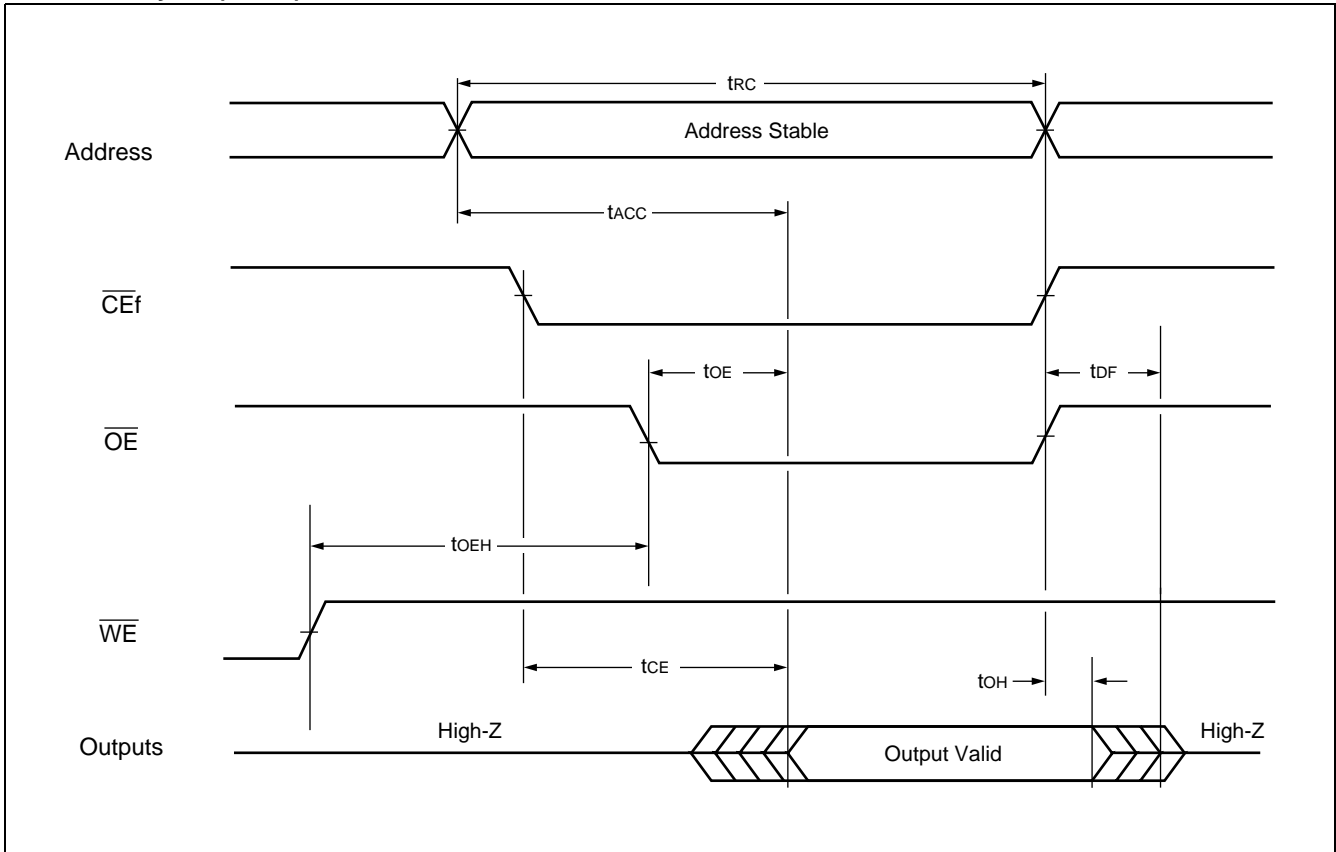 tRC
Address Stable
Address
tACC
CEf
tOE
tDF
OE
tOEH
WE
tCE
tOH
High-Z
High-Z
Outputs
Output Valid